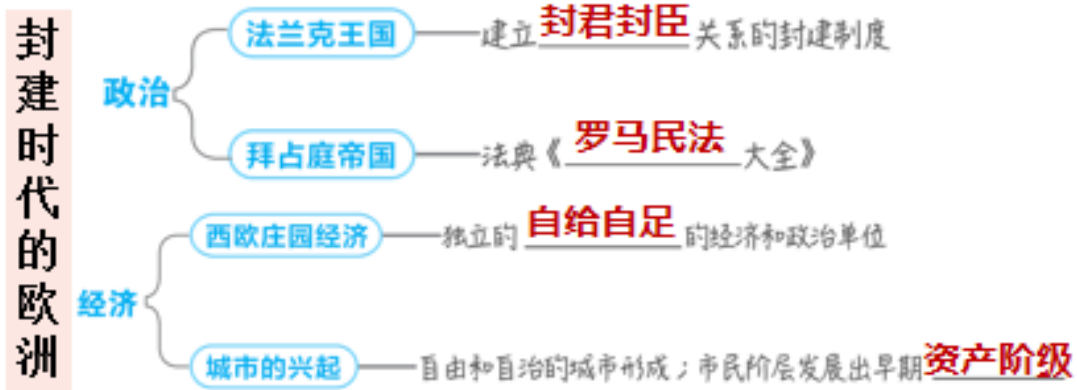 封建时代的欧洲
政治
法兰克王国
建立封君封臣关系的封建制度
拜占庭帝国
法典《罗马民法大全》
经济
西欧庄园经济
独立的自给自足的经济和政治单位
城市的兴起
自由和自治的城市形成；市民阶层发展出早期资产阶级